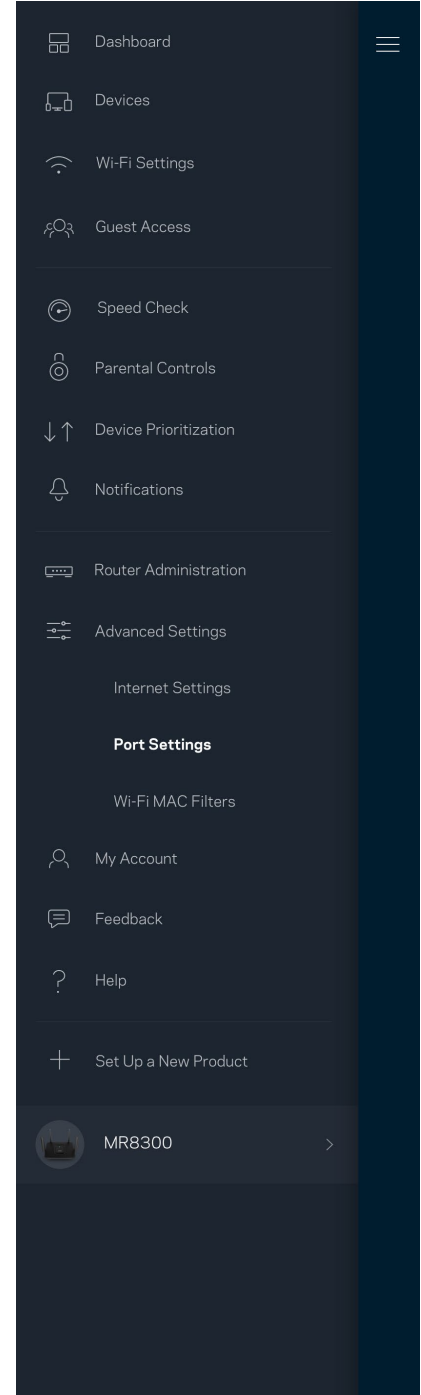 Dashboard
Devices
Wi-Fi Settings
Guest Access
Speed Check
Parental Controls
Device Prioritization
Notifications
Router Administration
Advanced Settings
Internet Settings
Port Settings
Wi-Fi MAC Filters
My Account
Feedback
Help
Set Up a New Product
MR8300